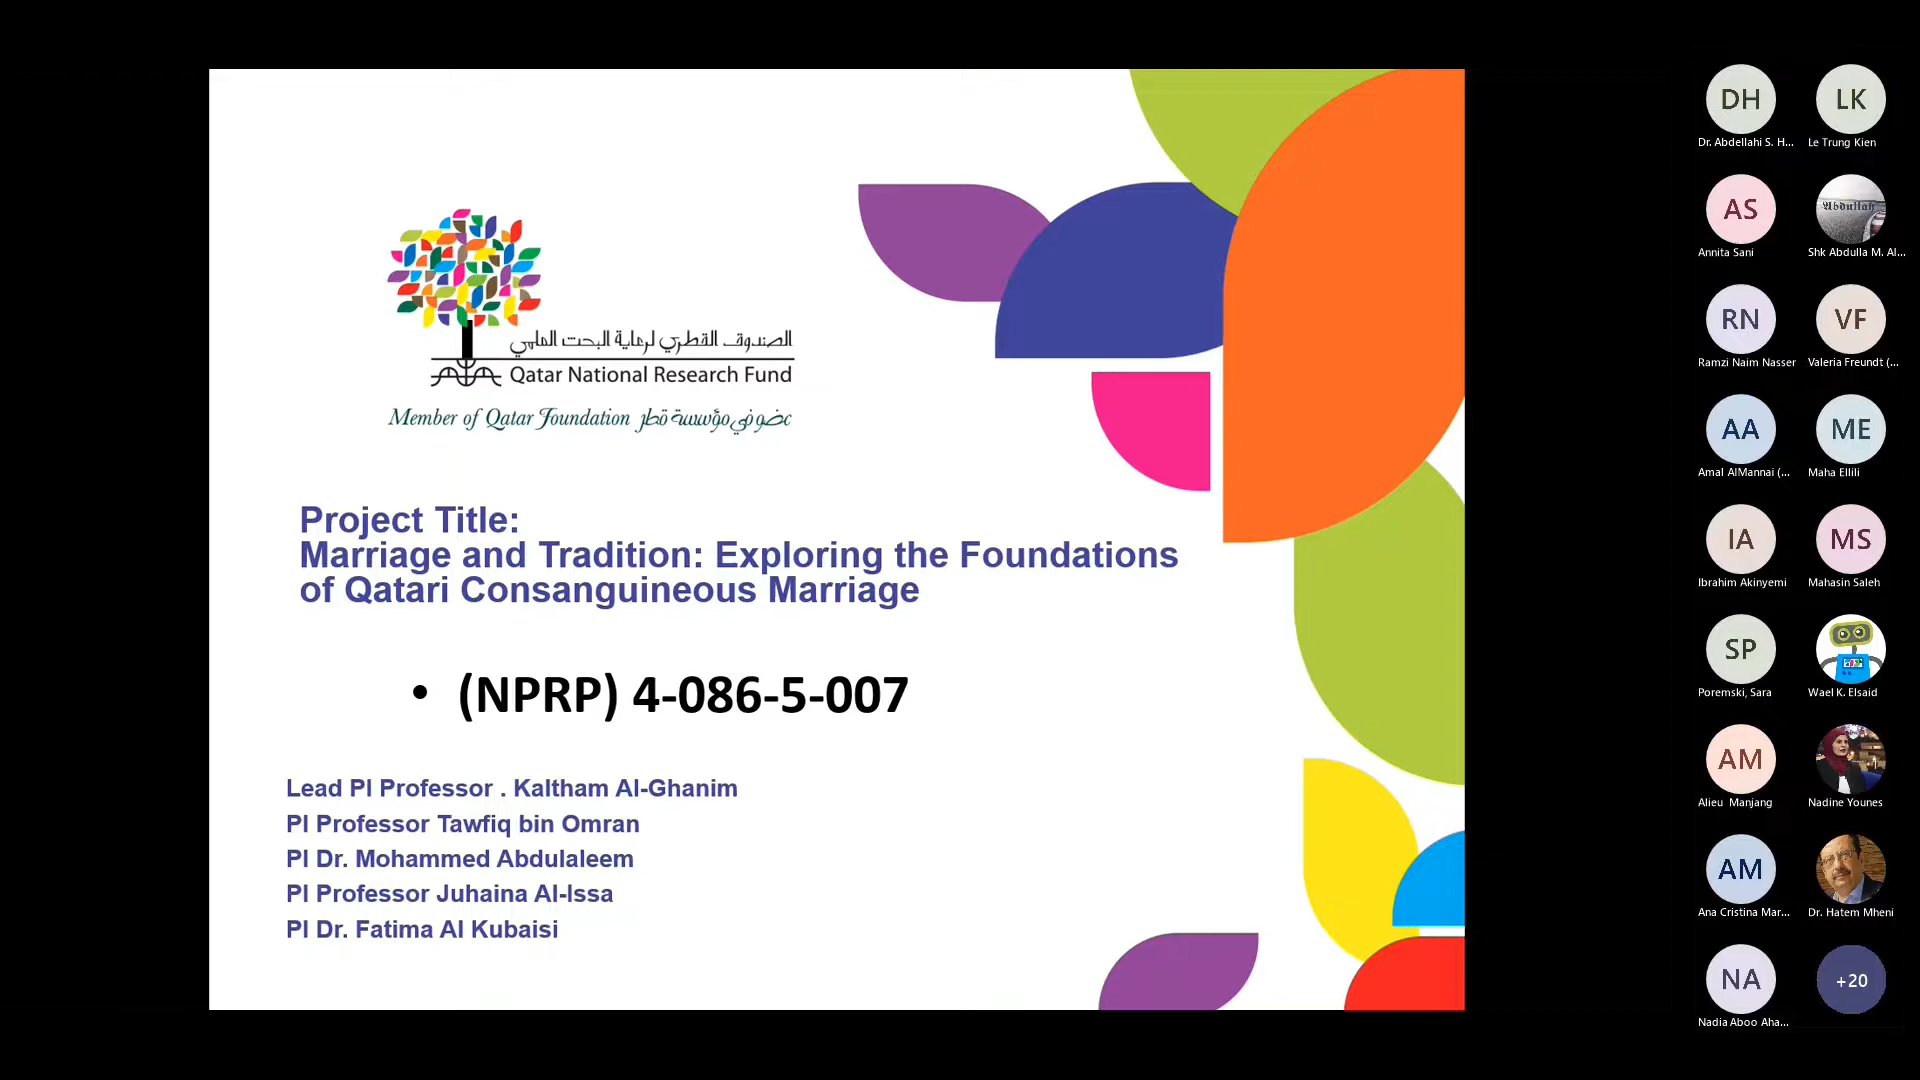 الصندوق القطري لرعاية البحث العلمي
Qatar National Research Fund
Member of Qatar Foundation عضو في مؤسسة قطر
Project Title:
Marriage and Tradition: Exploring the Foundations
of Qatari Consanguineous Marriage
• (NPRP) 4-086-5-007
Lead PI Professor . Kaltham Al-Ghanim
PI Professor Tawfiq bin Omran
PI Dr. Mohammed Abdulaleem
PI Professor Juhaina Al-Issa
PI Dr. Fatima Al Kubaisi
DH
Dr. Abdellahi S. H...
LK
Le Trung Kien
AS
Annita Sani
Abdullah
Shk Abdulla M. Al...
RN
Ramzi Naim Nasser
VF
Valeria Freundt (...
AA
Amal AlMannai (...
ME
Maha Ellili
IA
Ibrahim Akinyemi
MS
Mahasin Saleh
SP
Poremski, Sara
Wael K. Elsaid
AM
Alieu Manjang
Nadine Younes
AM
Ana Cristina Mar...
Dr. Hatem Mheni
NA
Nadia Aboo Aha...
+20